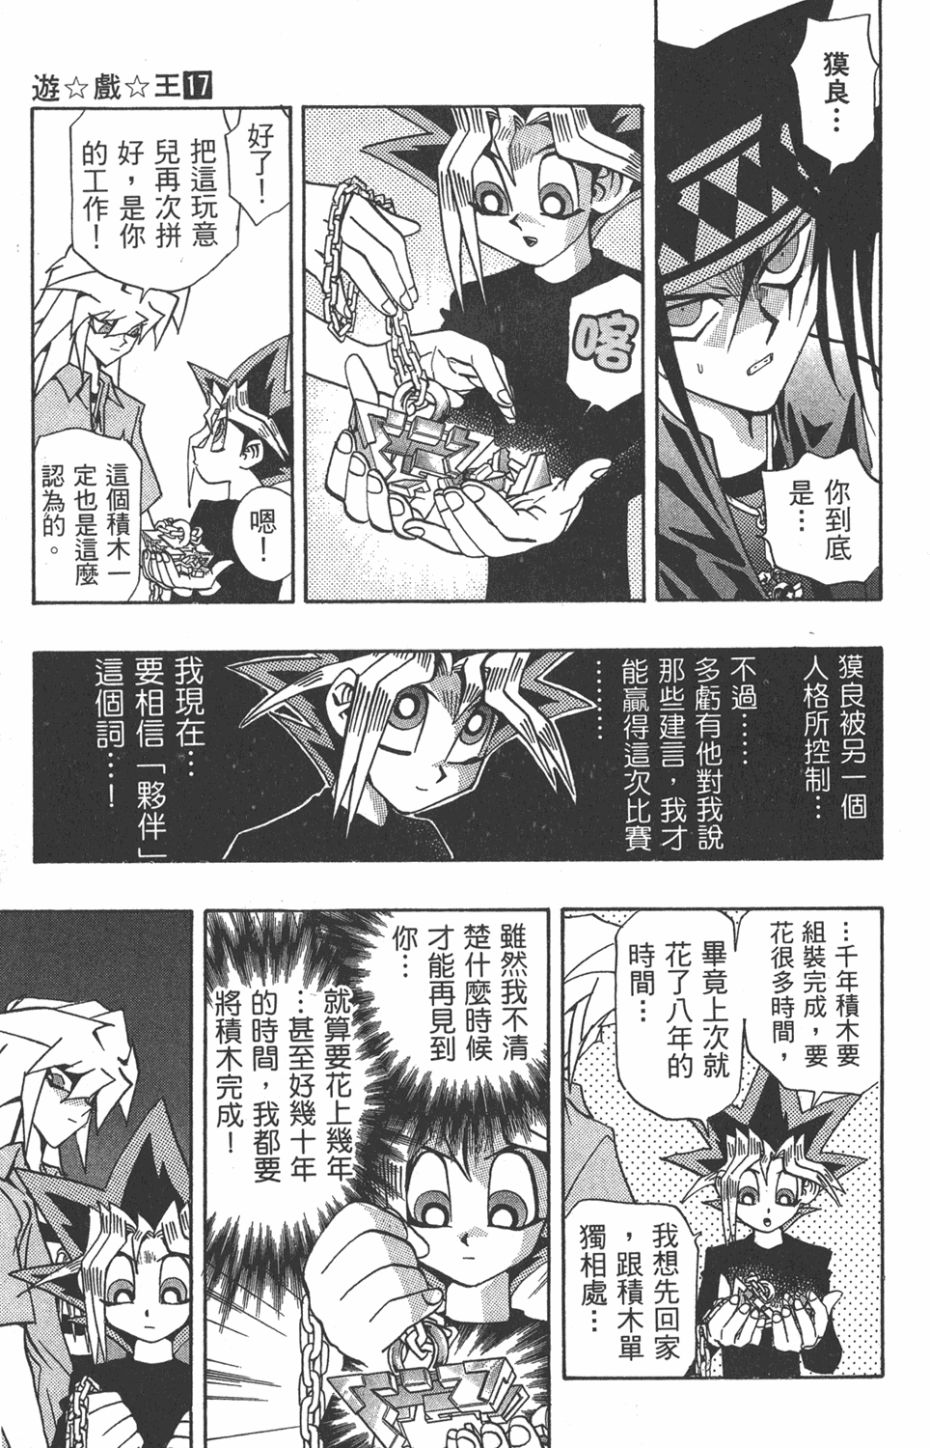 遊☆戲☆王17
獏良…
你到底
是…
喀
好了！
把這玩意
兒再次拼
好，是你
的工作！
嗯！
這個積木一
定也是這麼
認為的。
獏良被另一個
人格所控制…
不過……
多虧有他對我說
那些建言，我才
能贏得這次比賽
………
我現在…
要相信「夥伴」
這個詞…！
…千年積木要
組裝完成，要
花很多時間，
畢竟上次就
花了八年的
時間…
我想先回家
，跟積木單
獨相處…
雖然我不清
楚什麼時候
才能再見到
你…
就算要花上幾年
…甚至好幾十年
的時間，我都要
將積木完成！